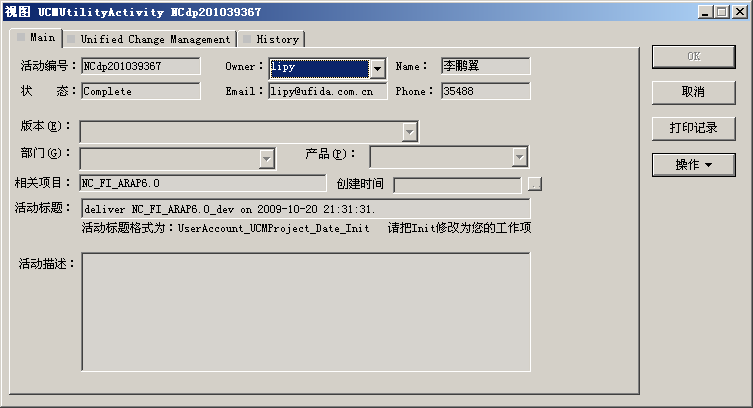 视图 UCMUtilityActivity NCdp201039367
Main Unified Change Management History
活动编号： NCdp201039367 Owner： lipy Name： 李鹏翼 OK
状 态： Complete Email： lipy@ufida.com.cn Phone： 35488 取消
版本(E)： 打印记录
部门(G)： 产品(P)： 操作
相关项目： NC_FI_ARAP6.0 创建时间 ..
活动标题： deliver NC_FI_ARAP6.0_dev on 2009-10-20 21:31:31.
活动标题格式为：UserAccount_UCMProject_Date_Init 请把Init修改为您的工作项
活动描述：